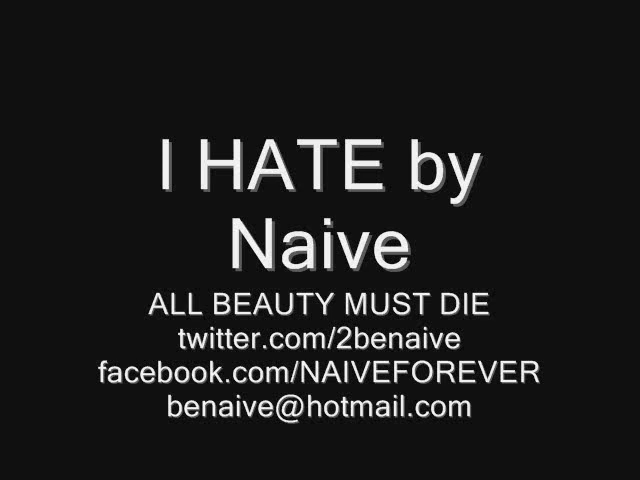 I HATE by
Naive
ALL BEAUTY MUST DIE
twitter.com/2benaive
facebook.com/NAIVEFOREVER
benaive@hotmail.com